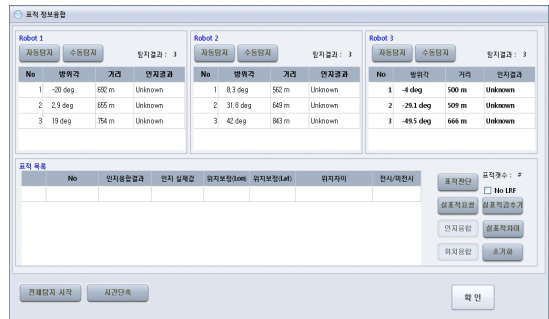 표적 정보융합
Robot 1
자동탐지 수동탐지 탐지결과 : 3
No 방위각 거리 인지결과
1 -20 deg 692 m Unknown
2 2,9 deg 655 m Unknown
3 19 deg 754 m Unknown
Robot 2
자동탐지 수동탐지 탐지결과 : 3
No 방위각 거리 인지결과
1 8,3 deg 562 m Unknown
2 31,8 deg 649 m Unknown
3 42 deg 843 m Unknown
Robot 3
자동탐지 수동탐지 탐지결과 : 3
No 방위각 거리 인지결과
1 -4 deg 500 m Unknown
2 -29.1 deg 509 m Unknown
3 -49.5 deg 666 m Unknown
표적 목록
No 인지융합결과 인지 실제값 위치보정(Lon) 위치보정(Lat) 위치차이 전시/미전시
표적판단 표적갯수 : #
No LRF
실표적요청 실표적감추기
인지융합 실표적차이
위치융합 초기화
전체탐지 시작 시간단축 확 인